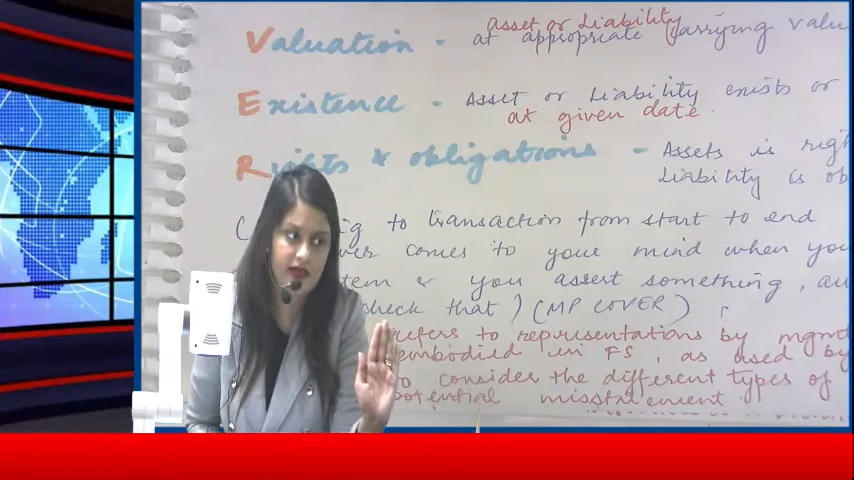 asset or Liability
Valuation - at appropriate carrying valu
Existence - Asset or Liability exists or
at given date.
Rights & obligations - Assets is righ
Liability is ob
to transaction from start to end
comes to your mind when you
& you assert something, au
check that) (MP COVER)
refers to representations by mgmt
embodied in FS, as used by
to consider the different types of
potential misstatement.